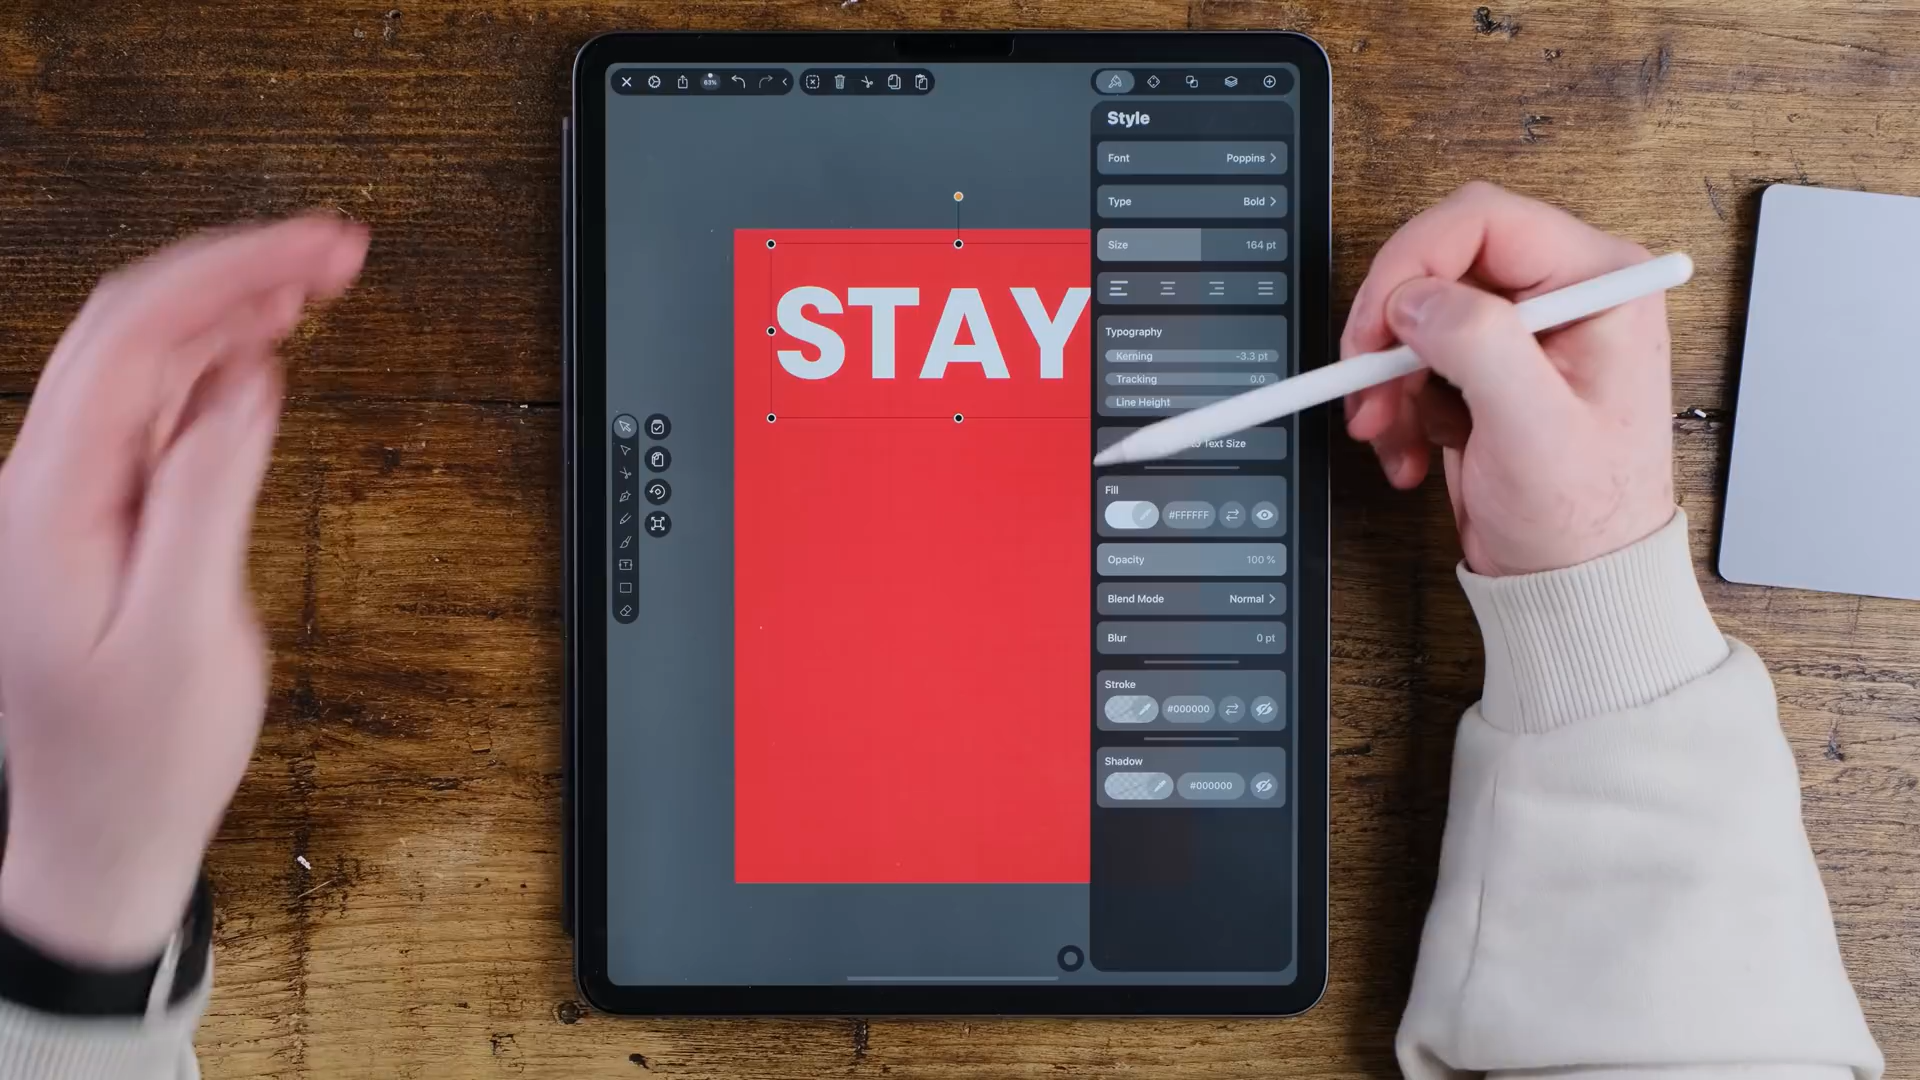 63%
Style
Font Poppins
Type Bold
Size 164 pt
STAY
Typography
Kerning -3.3 pt
Tracking 0.0
Line Height
Text Size
Fill
#FFFFFF
Opacity 100 %
Blend Mode Normal
Blur 0 pt
Stroke
#000000
Shadow
#000000